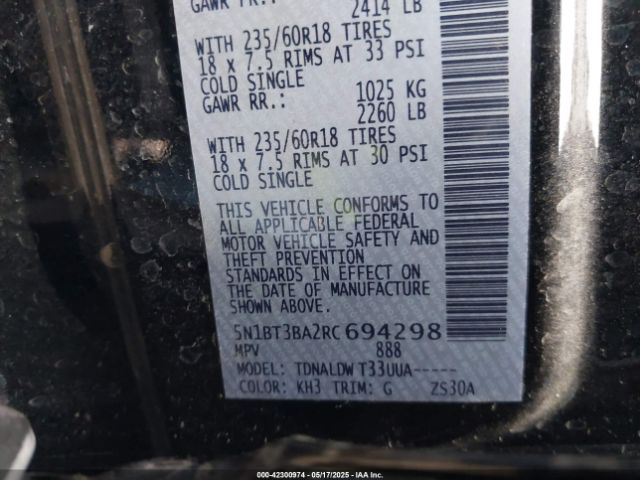 GAWR FR.:
2414 LB
WITH 235/60R18 TIRES
18 x 7.5 RIMS AT 33 PSI
COLD SINGLE
GAWR RR.: 1025 KG
2260 LB
WITH 235/60R18 TIRES
18 x 7.5 RIMS AT 30 PSI
COLD SINGLE
THIS VEHICLE CONFORMS TO
ALL APPLICABLE FEDERAL
MOTOR VEHICLE SAFETY AND
THEFT PREVENTION
STANDARDS IN EFFECT ON
THE DATE OF MANUFACTURE
SHOWN ABOVE.
5N1BT3BA2RC694298
MPV 888
MODEL: TDNALDW T33UUA-----
COLOR: KH3 TRIM: G ZS30A
000-42300974 | 05/17/2025 | IAA Inc.